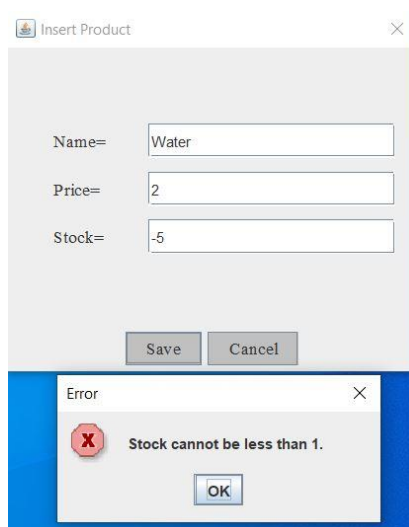 Insert Product
Name= Water
Price= 2
Stock= -5
Save Cancel
Error
Stock cannot be less than 1.
OK